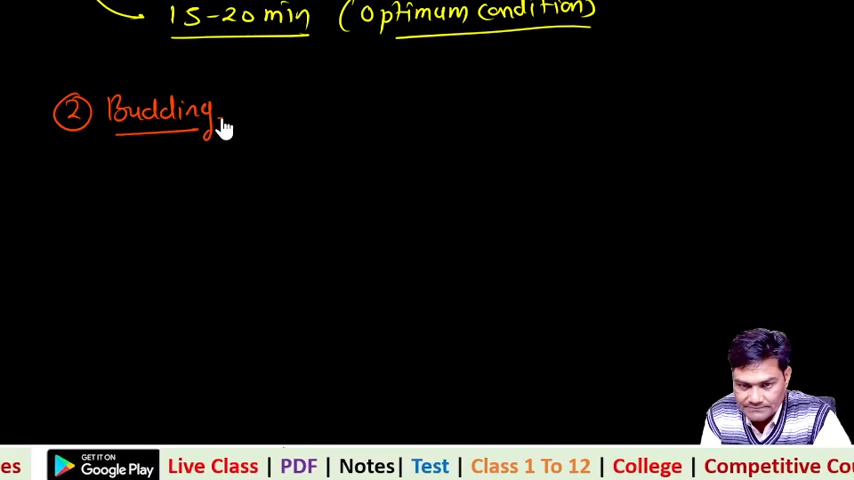 15-20 min (Optimum condition)
② Budding
es GET IT ON Google Play Live Class | PDF | Notes| Test | Class 1 To 12 | College | Competitive Co